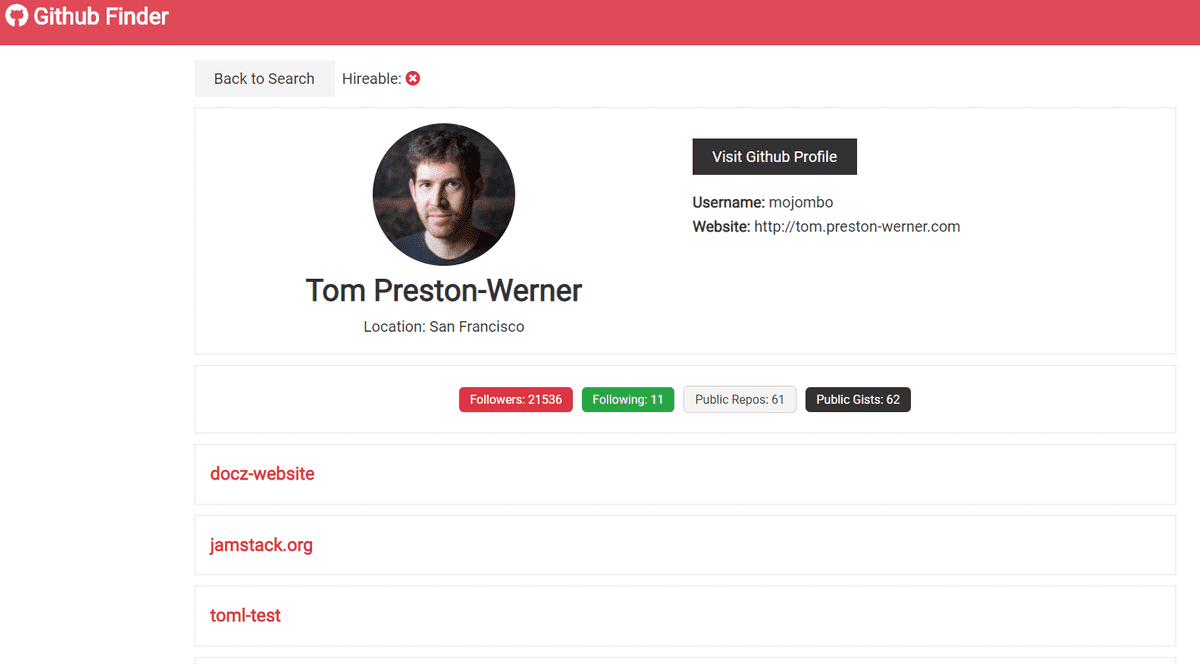 Github Finder
Back to Search Hireable:
Visit Github Profile
Username: mojombo
Website: http://tom.preston-werner.com
Tom Preston-Werner
Location: San Francisco
Followers: 21536 Following: 11 Public Repos: 61 Public Gists: 62
docz-website
jamstack.org
toml-test